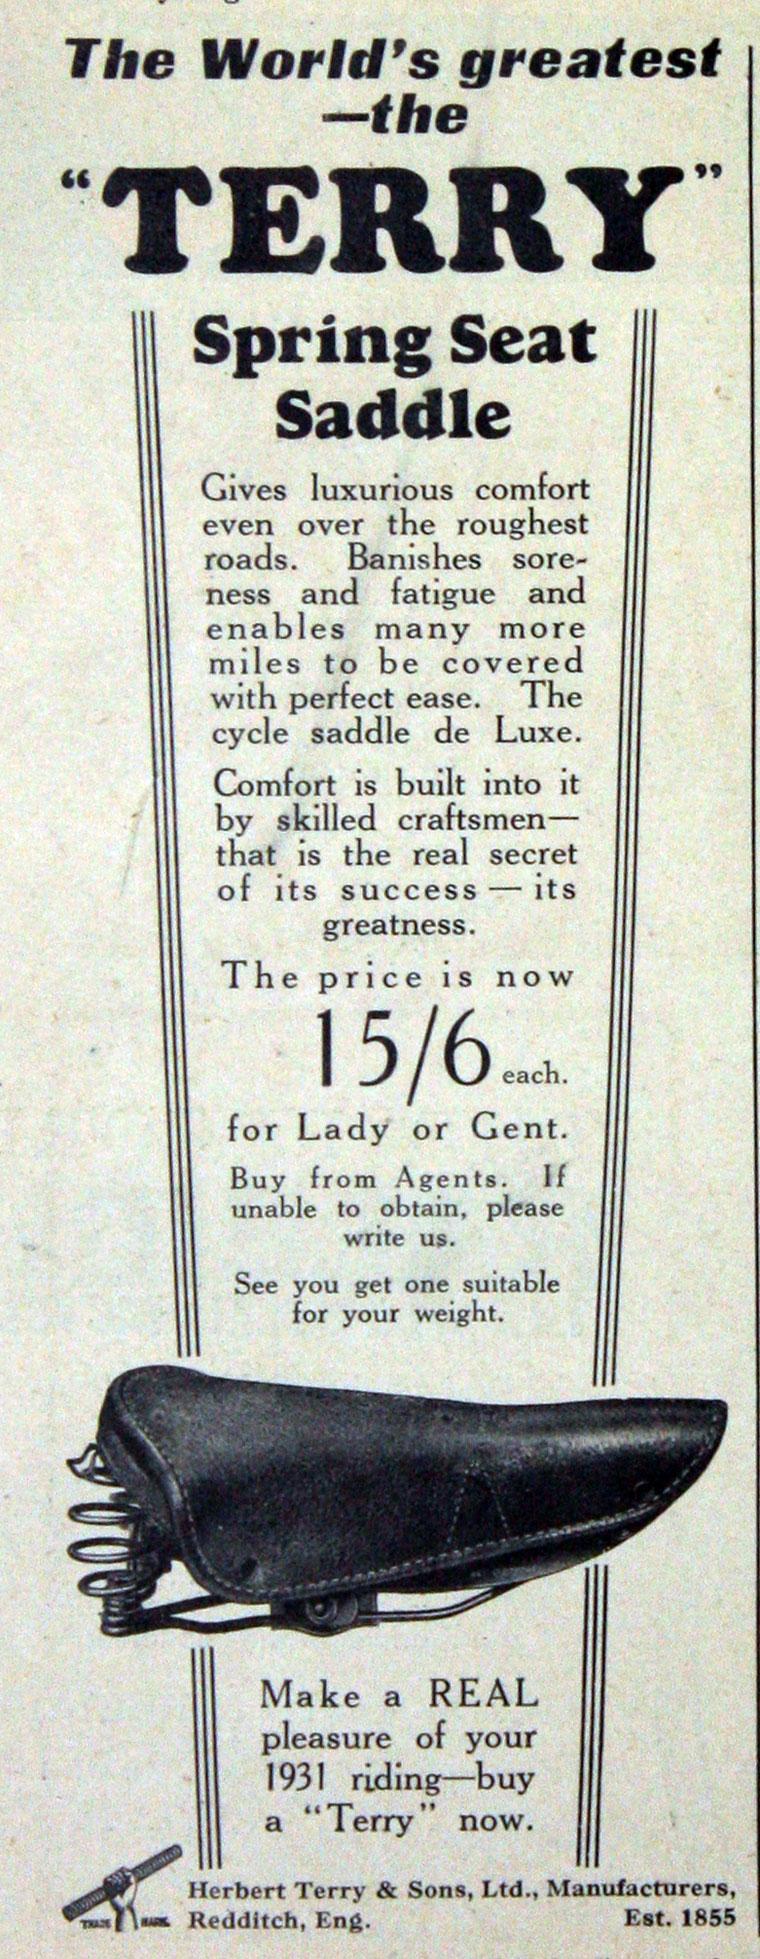 The World's greatest
—the
"TERRY"
Spring Seat
Saddle
Gives luxurious comfort
even over the roughest
roads. Banishes sore-
ness and fatigue and
enables many more
miles to be covered
with perfect ease. The
cycle saddle de Luxe.
Comfort is built into it
by skilled craftsmen—
that is the real secret
of its success — its
greatness.
The price is now
15/6 each.
for Lady or Gent.
Buy from Agents. If
unable to obtain, please
write us.
See you get one suitable
for your weight.
Make a REAL
pleasure of your
1931 riding—buy
a "Terry" now.
TRADE MARK.
Herbert Terry & Sons, Ltd., Manufacturers,
Redditch, Eng. Est. 1855